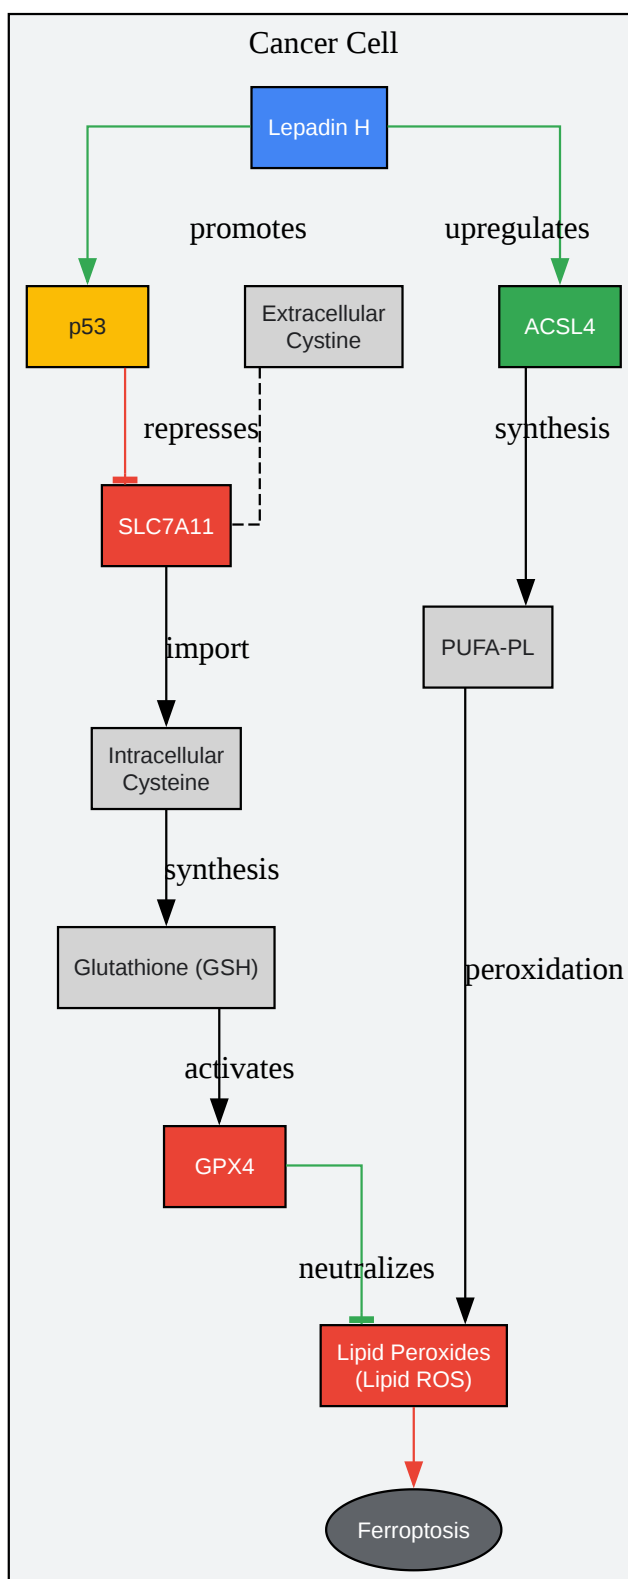 Cancer Cell
Lepadin H
promotes
upregulates
p53
Extracellular
Cystine
ACSL4
represses
synthesis
SLC7A11
import
PUFA-PL
Intracellular
Cysteine
synthesis
Glutathione (GSH)
peroxidation
activates
GPX4
neutralizes
Lipid Peroxides
(Lipid ROS)
Ferroptosis